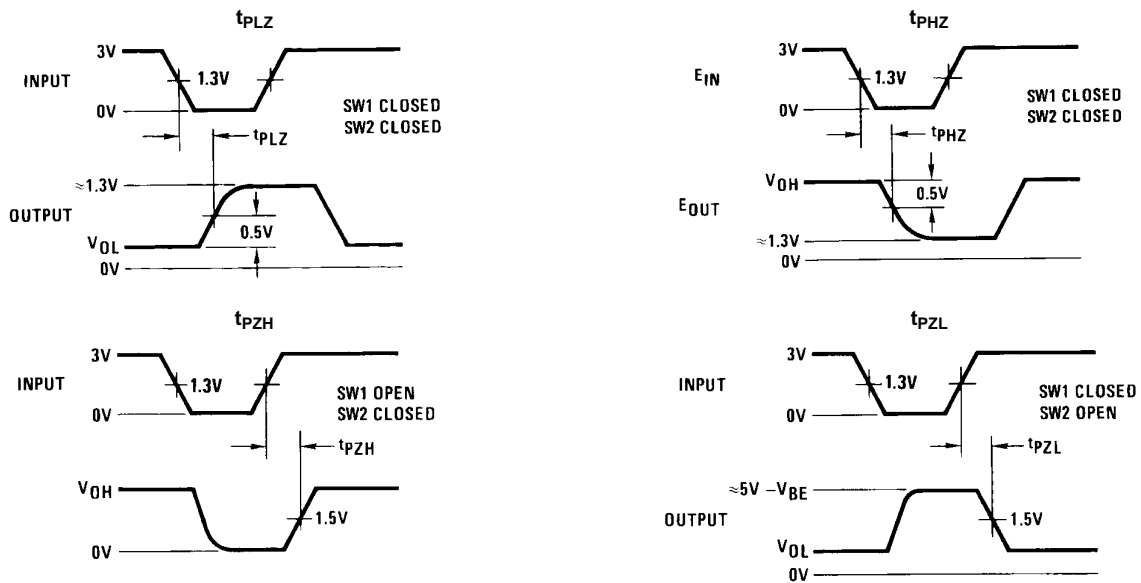 tPLZ
3V
INPUT
1.3V
0V
SW1 CLOSED
SW2 CLOSED
tPLZ
≈1.3V
OUTPUT
0.5V
VOL
0V
tPHZ
3V
EIN
1.3V
0V
SW1 CLOSED
SW2 CLOSED
tPHZ
VOH
EOUT
0.5V
≈1.3V
0V
tPZH
3V
INPUT
1.3V
0V
SW1 OPEN
SW2 CLOSED
tPZH
VOH
1.5V
0V
tPZL
3V
INPUT
1.3V
0V
SW1 CLOSED
SW2 OPEN
tPZL
≈5V –VBE
OUTPUT
1.5V
VOL
0V